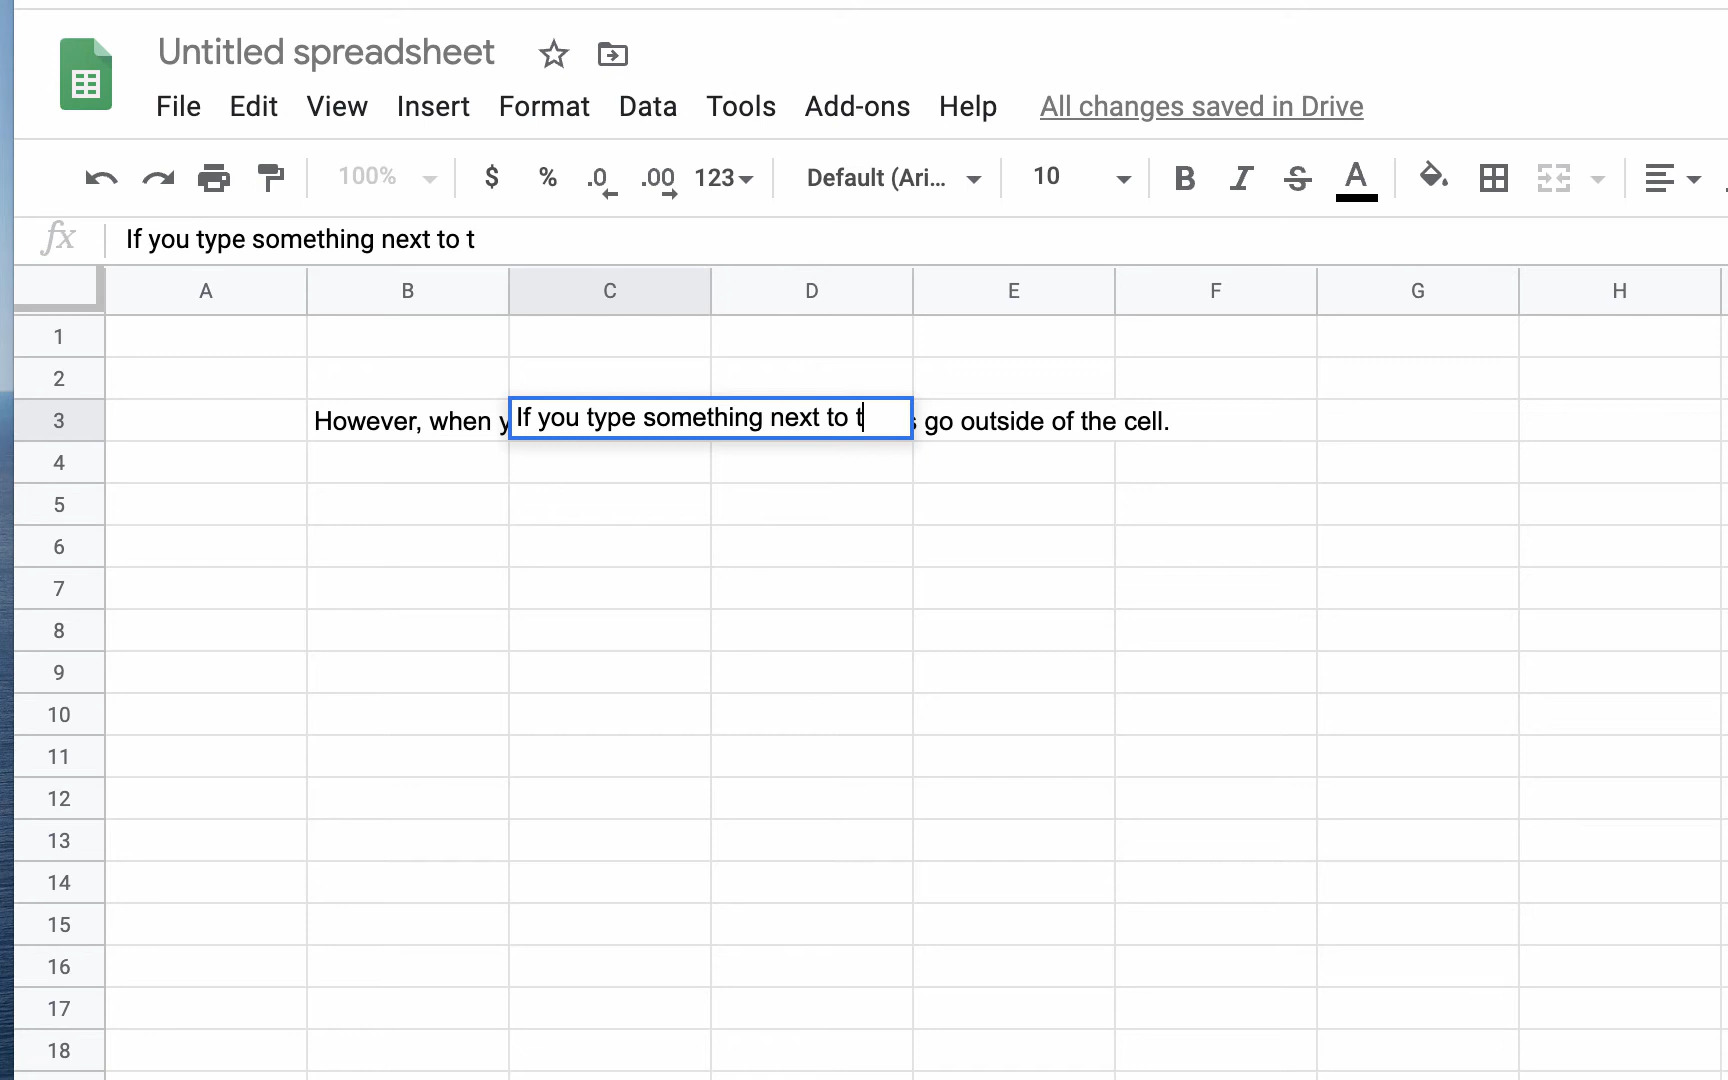 Untitled spreadsheet
File Edit View Insert Format Data Tools Add-ons Help All changes saved in Drive
100% $ % .0 .00 123 Default (Ari... 10 B I S A
fx If you type something next to t
A B C D E F G H
1
2
3 However, when If you type something next to t go outside of the cell.
4
5
6
7
8
9
10
11
12
13
14
15
16
17
18